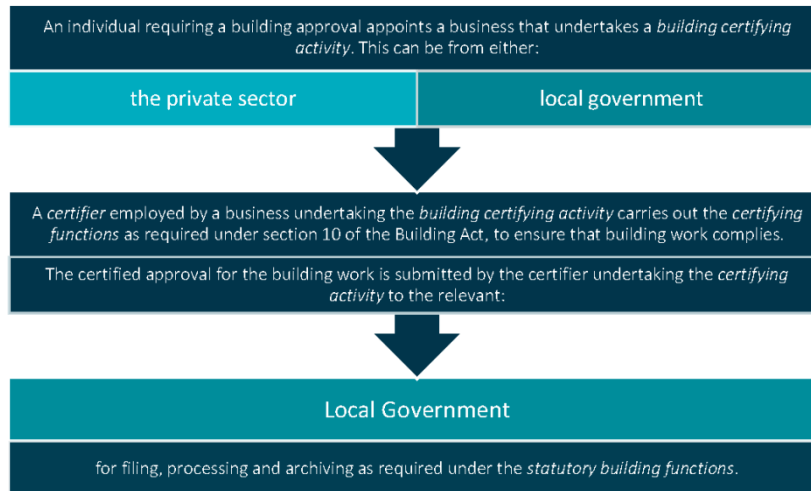 An individual requiring a building approval appoints a business that undertakes a building certifying
activity. This can be from either:
the private sector
local government
A certifier employed by a business undertaking the building certifying activity carries out the certifying
functions as required under section 10 of the Building Act, to ensure that building work complies.
The certified approval for the building work is submitted by the certifier undertaking the certifying
activity to the relevant:
Local Government
for filing, processing and archiving as required under the statutory building functions.